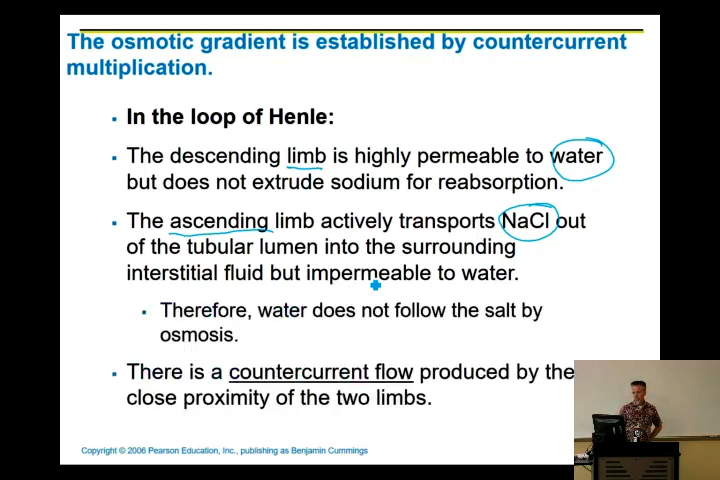 The osmotic gradient is established by countercurrent
multiplication.
In the loop of Henle:
The descending limb is highly permeable to water
but does not extrude sodium for reabsorption.
The ascending limb actively transports NaCl out
of the tubular lumen into the surrounding
interstitial fluid but impermeable to water.
Therefore, water does not follow the salt by
osmosis.
There is a countercurrent flow produced by the
close proximity of the two limbs.
Copyright © 2006 Pearson Education, Inc., publishing as Benjamin Cummings